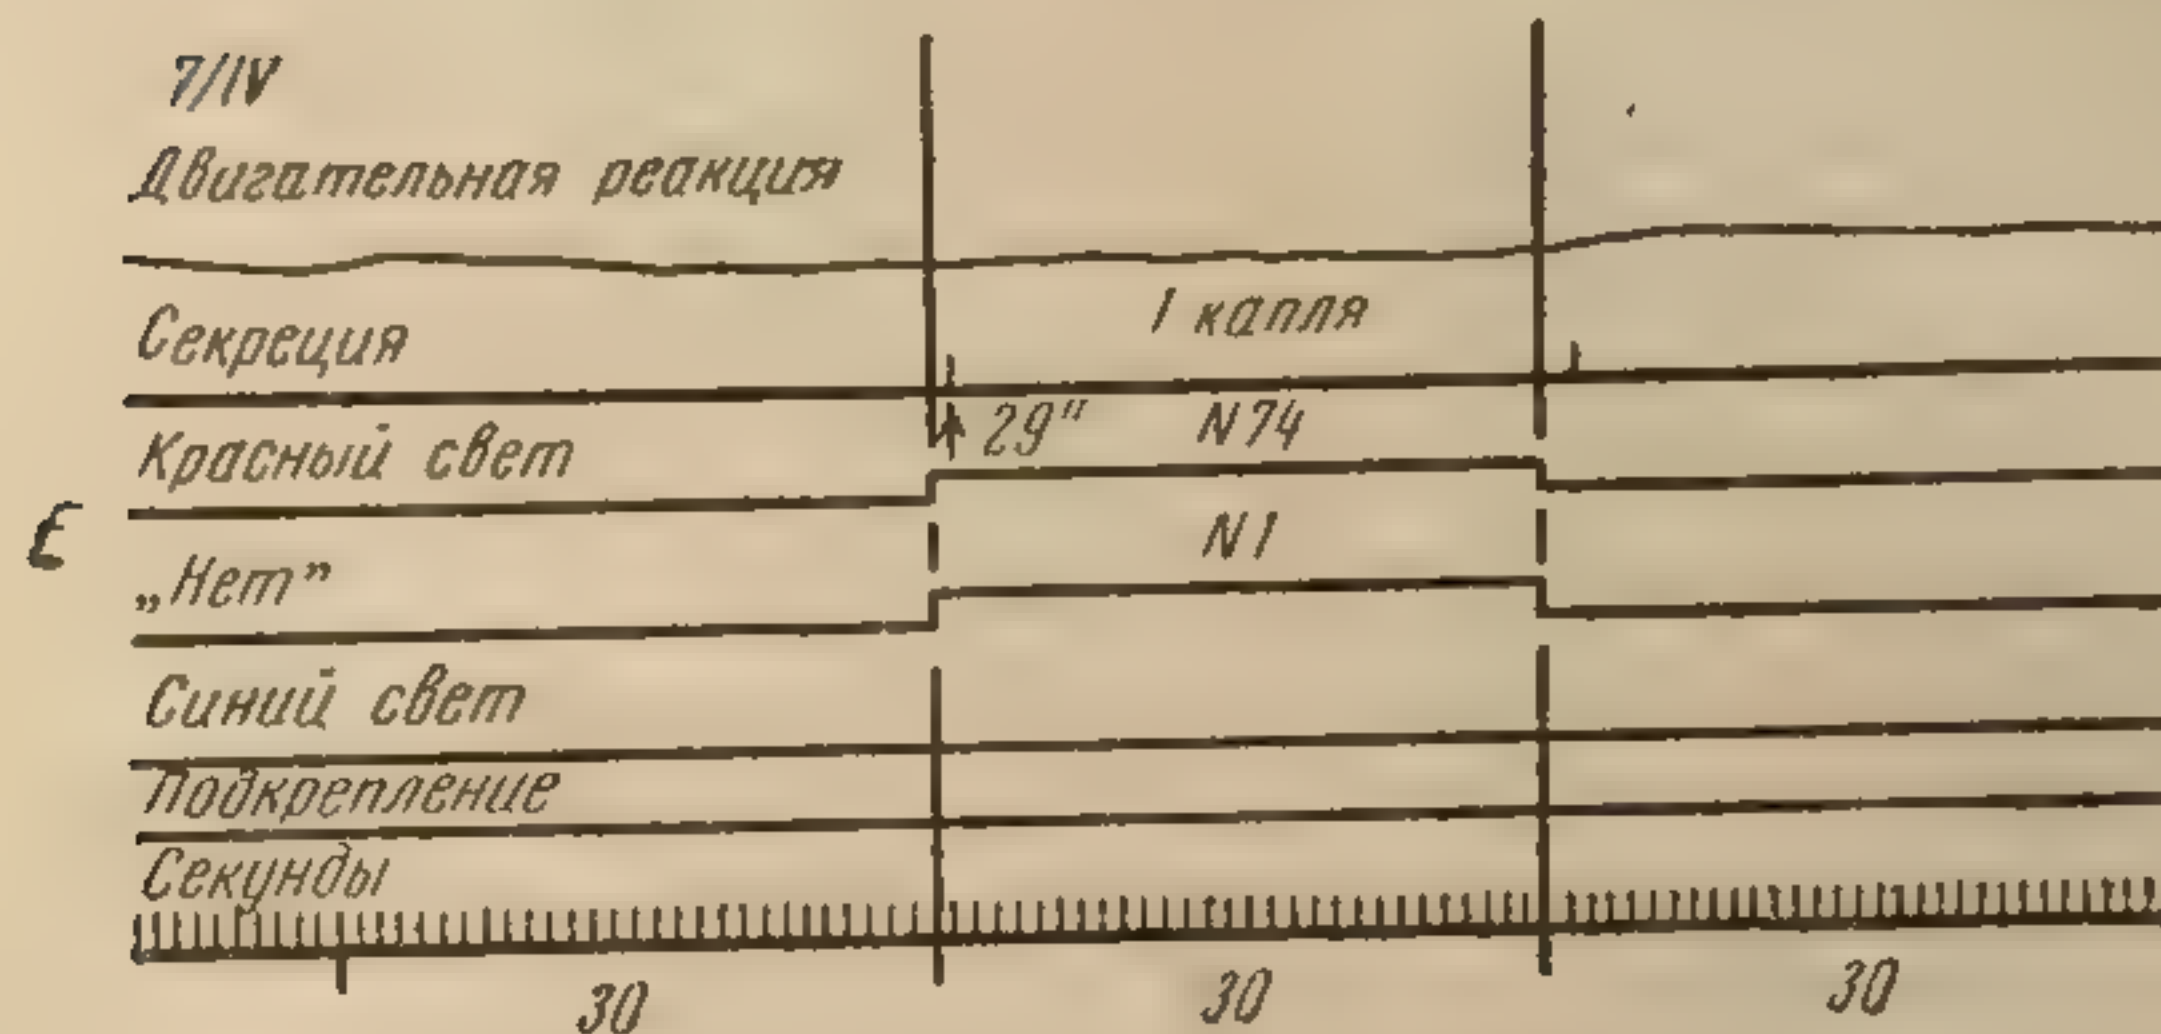 7/IV
Двигательная реакция
1 капля
Секреция
29" N74
Красный свет
Е
N1
„Нет”
Синий свет
Подкрепление
Секунды
30 30 30